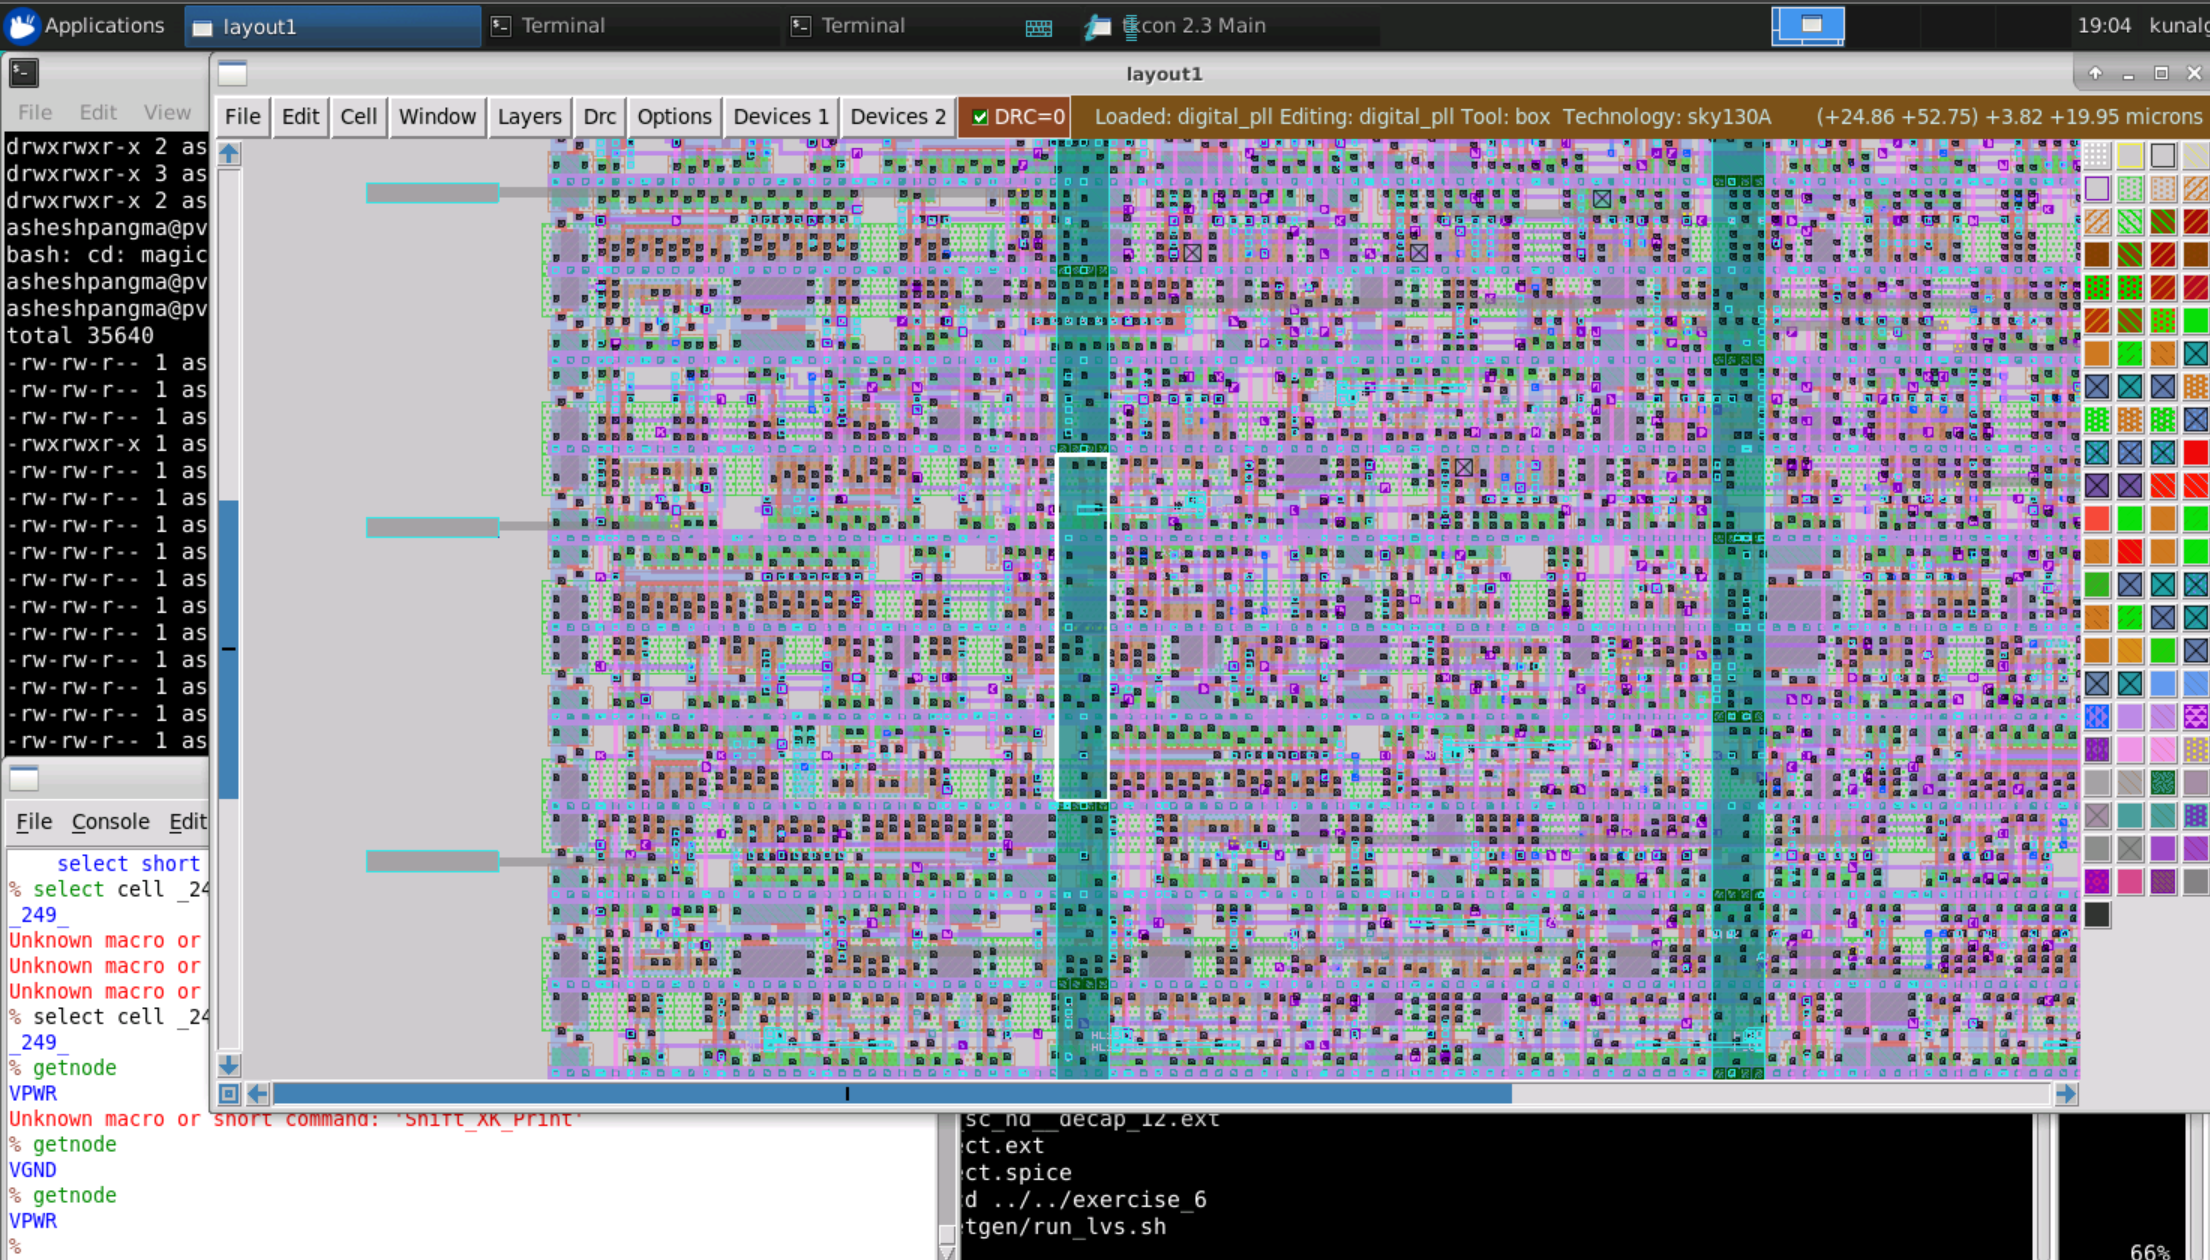 Applications
layout1
Terminal
Terminal
tkcon 2.3 Main
19:04
kunalg
layout1
File Edit View
File Edit Cell Window Layers Drc Options Devices 1 Devices 2 DRC=0 Loaded: digital_pll Editing: digital_pll Tool: box Technology: sky130A (+24.86 +52.75) +3.82 +19.95 microns
drwxrwxr-x 2 as
drwxrwxr-x 3 as
drwxrwxr-x 2 as
asheshpangma@pv
bash: cd: magic
asheshpangma@pv
asheshpangma@pv
total 35640
-rw-rw-r-- 1 as
-rw-rw-r-- 1 as
-rw-rw-r-- 1 as
-rwxrwxr-x 1 as
-rw-rw-r-- 1 as
-rw-rw-r-- 1 as
-rw-rw-r-- 1 as
-rw-rw-r-- 1 as
-rw-rw-r-- 1 as
-rw-rw-r-- 1 as
-rw-rw-r-- 1 as
-rw-rw-r-- 1 as
-rw-rw-r-- 1 as
-rw-rw-r-- 1 as
-rw-rw-r-- 1 as
File Console Edit
select short
% select cell _24
_249_
Unknown macro or
Unknown macro or
Unknown macro or
% select cell _24
_249_
% getnode
VPWR
Unknown macro or short command: 'Shift_XK_Print'
% getnode
VGND
% getnode
VPWR
%
sc_hd__decap_12.ext
ct.ext
ct.spice
d ../../exercise_6
etgen/run_lvs.sh
66%